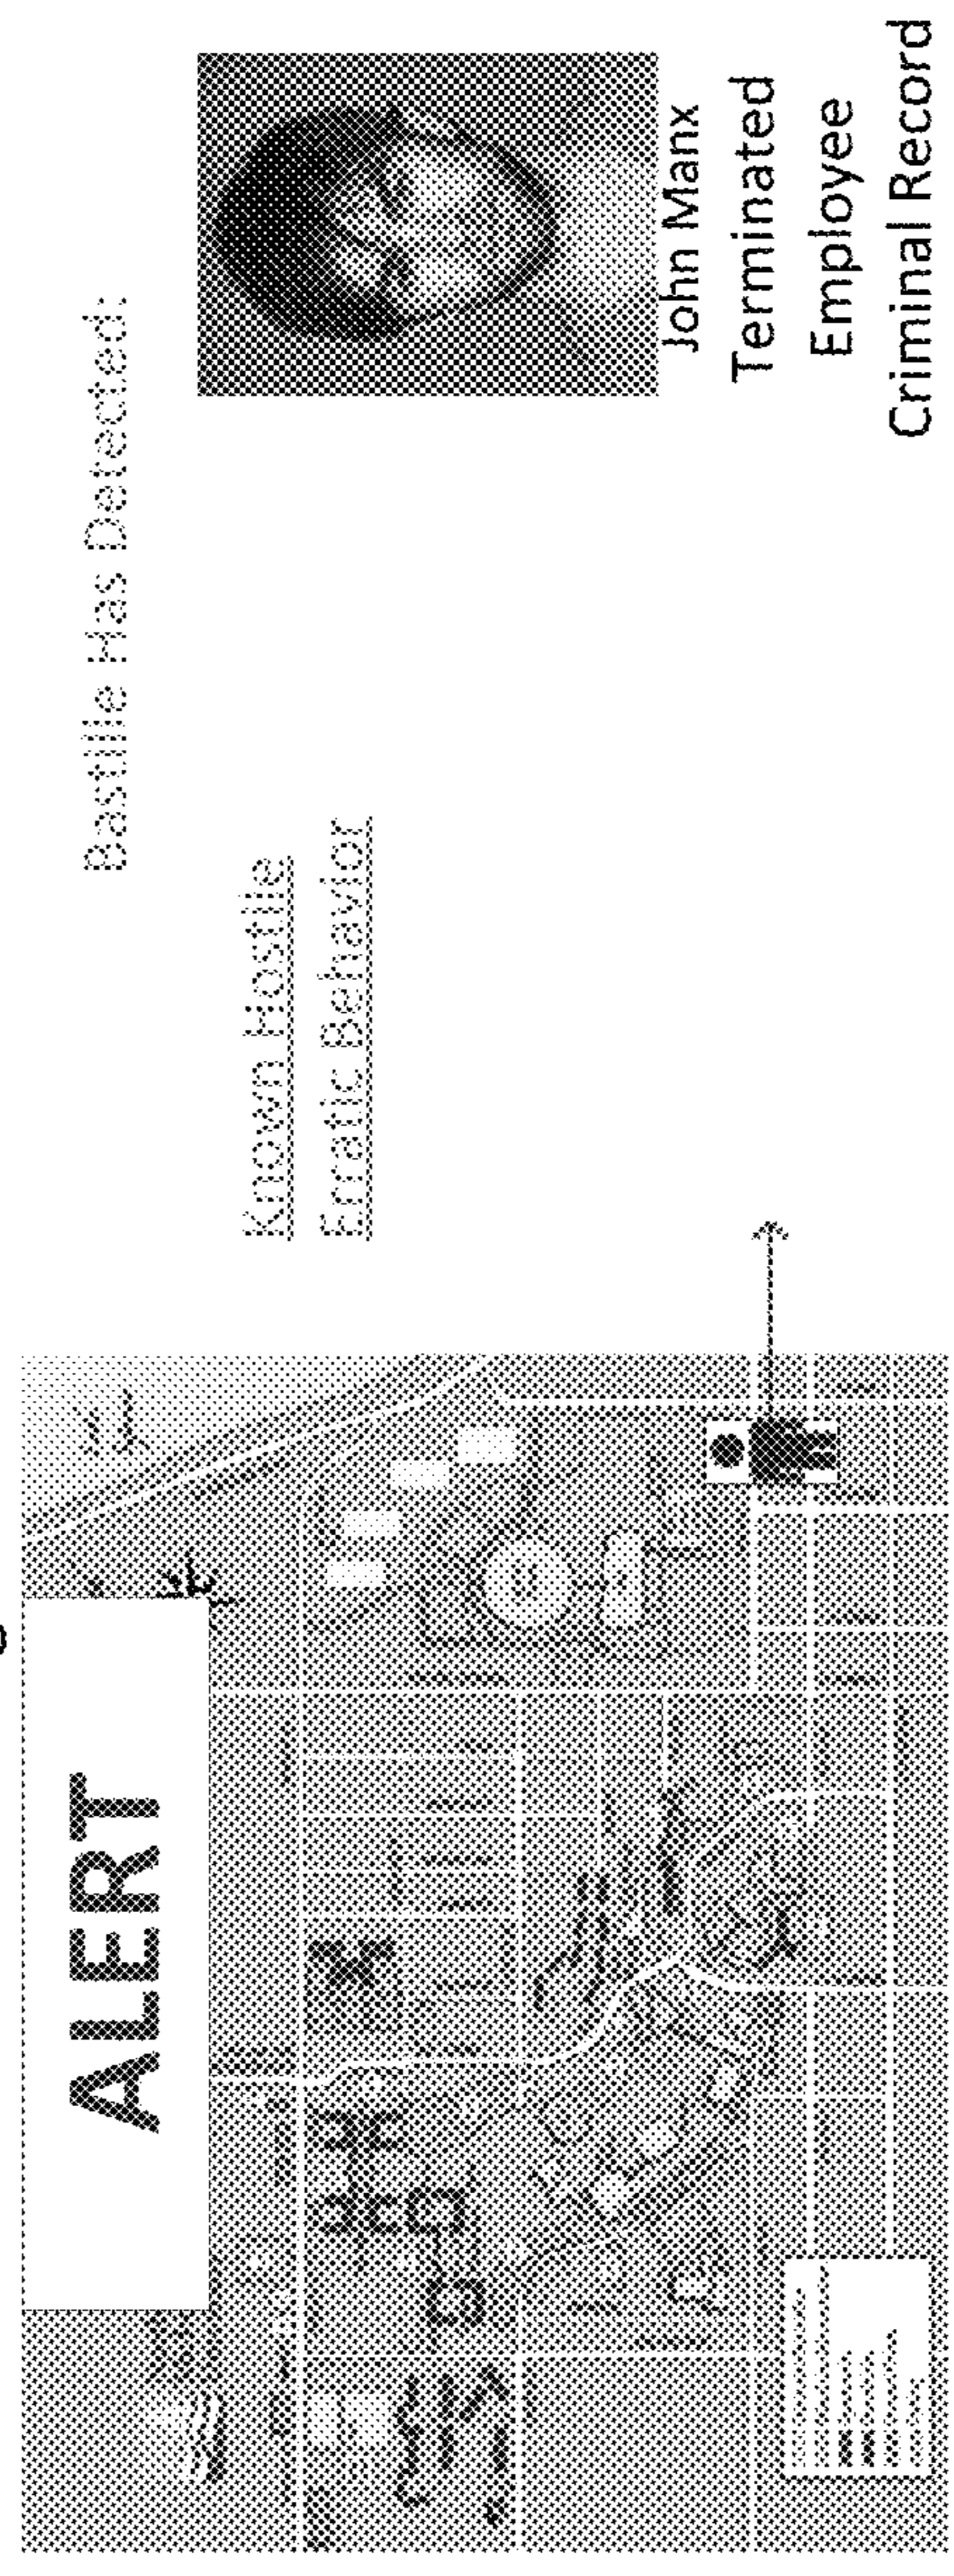 ALERT
Bastille Has Detected:
Known Hostile
Erratic Behavior
John Manx
Terminated
Employee
Criminal Record